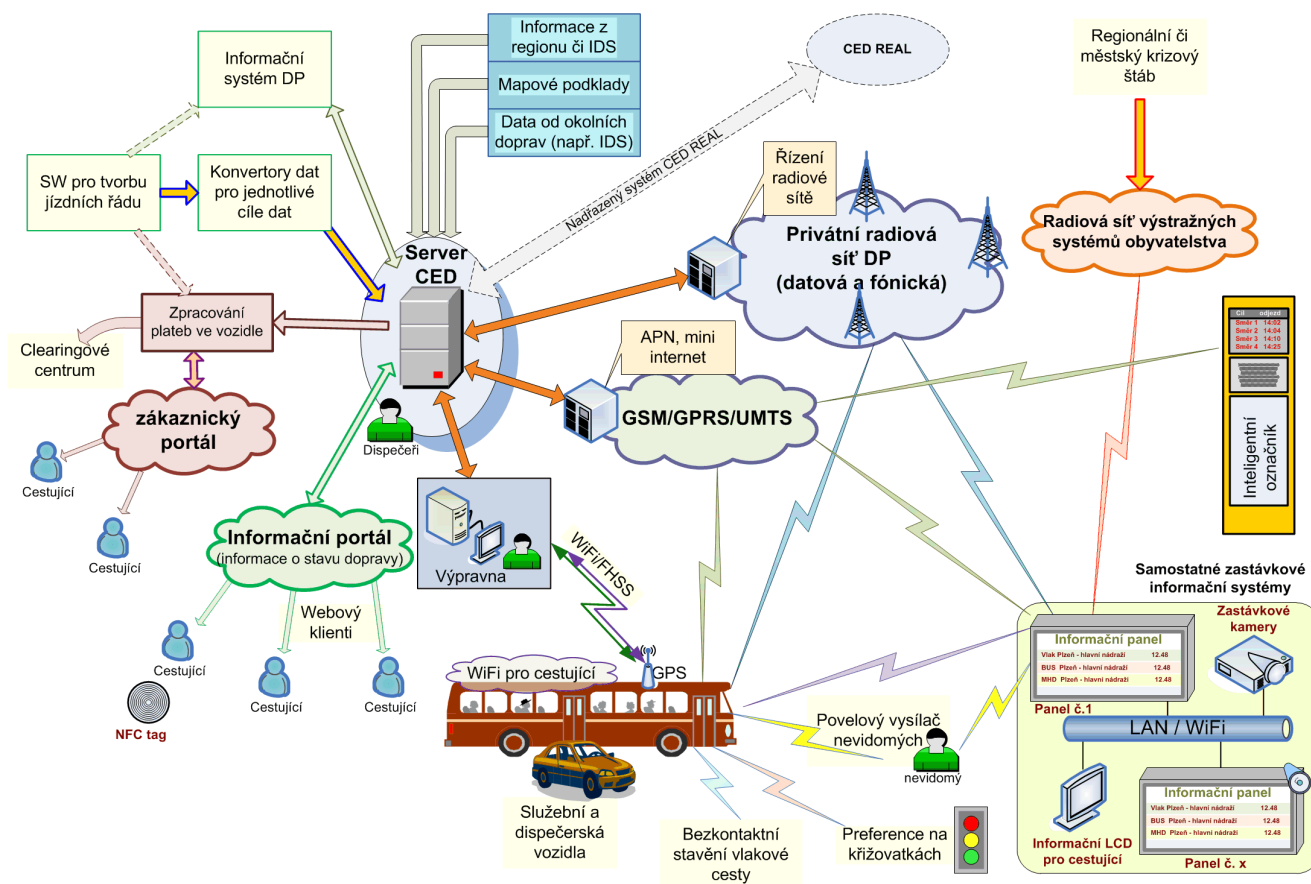 Informační
systém DP
Informace z
regionu či IDS
Mapové podklady
Data od okolních
doprav (např. IDS)
CED REAL
Regionální či
městský krizový
štáb
SW pro tvorbu
jízdních řádu
Konvertory dat
pro jednotlivé
cíle dat
Nadřazený systém CED REAL
Řízení
radiové
sítě
Privátní radiová
síť DP
(datová a fónická)
Radiová síť výstražných
systémů obyvatelstva
Server
CED
Zpracování
plateb ve vozidle
Clearingové
centrum
APN, mini
internet
GSM/GPRS/UMTS
Cíl odjezd
Směr 1 14:02
Směr 2 14:04
Směr 3 14:10
Směr 4 14:25
Inteligentní
označník
zákaznický
portál
Dispečeři
Cestující
Cestující
Informační portál
(informace o stavu dopravy)
Výpravna
WiFi/FHSS
Webový
klienti
Cestující
Cestující
Cestující
NFC tag
WiFi pro cestující
GPS
Služební a
dispečerská
vozidla
Povelový vysílač
nevidomých
nevidomý
Bezkontaktní
stavění vlakové
cesty
Preference na
křižovatkách
Samostatné zastávkové
informační systémy
Informační panel
Vlak Plzeň - hlavní nádraží 12.48
BUS Plzeň - hlavní nádraží 12.48
MHD Plzeň - hlavní nádraží 12.48
Panel č.1
Zastávkové
kamery
LAN / WiFi
Informační LCD
pro cestující
Informační panel
Vlak Plzeň - hlavní nádraží 12.48
BUS Plzeň - hlavní nádraží 12.48
MHD Plzeň - hlavní nádraží 12.48
Panel č. x